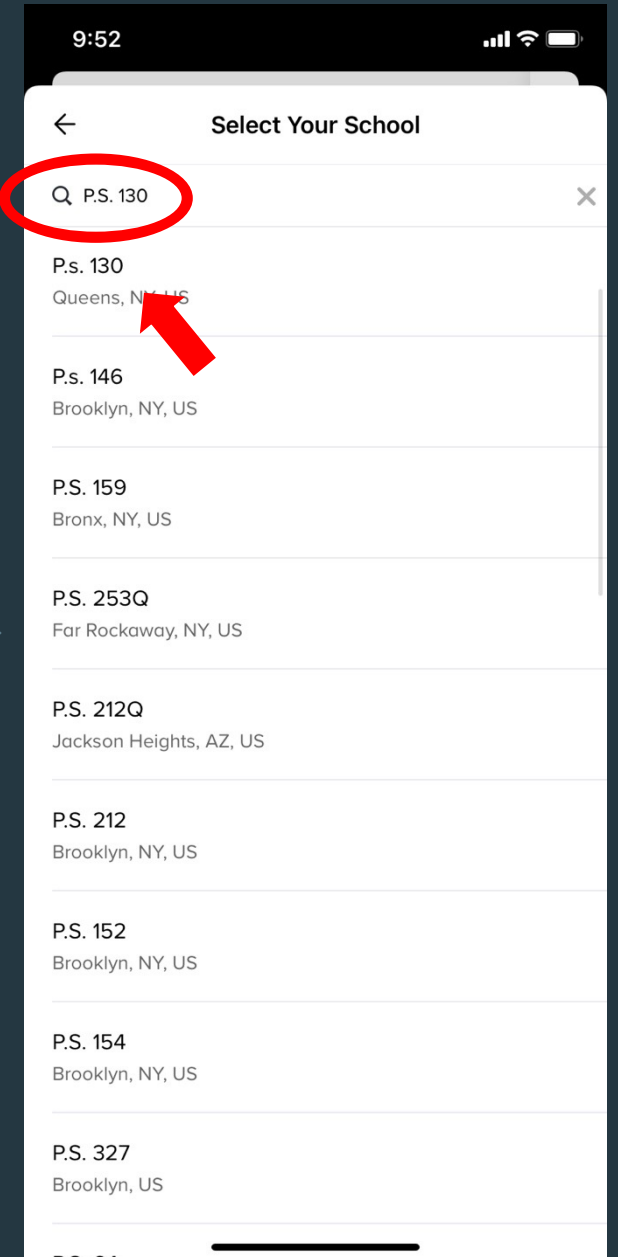 9:52
Select Your School
P.S. 130
P.s. 130
Queens, NY, US
P.s. 146
Brooklyn, NY, US
P.S. 159
Bronx, NY, US
P.S. 253Q
Far Rockaway, NY, US
P.S. 212Q
Jackson Heights, AZ, US
P.S. 212
Brooklyn, NY, US
P.S. 152
Brooklyn, NY, US
P.S. 154
Brooklyn, NY, US
P.S. 327
Brooklyn, US